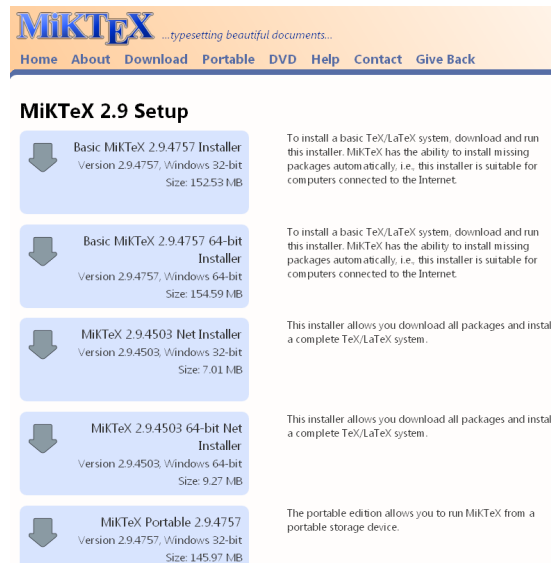 MiKTEX ...typesetting beautiful documents...
Home About Download Portable DVD Help Contact Give Back
MiKTeX 2.9 Setup
Basic MiKTeX 2.9.4757 Installer
Version 2.9.4757, Windows 32-bit
Size: 152.53 MB
To install a basic TeX/LaTeX system, download and run
this installer. MiKTeX has the ability to install missing
packages automatically, i.e., this installer is suitable for
computers connected to the Internet.
Basic MiKTeX 2.9.4757 64-bit
Installer
Version 2.9.4757, Windows 64-bit
Size: 154.59 MB
To install a basic TeX/LaTeX system, download and run
this installer. MiKTeX has the ability to install missing
packages automatically, i.e., this installer is suitable for
computers connected to the Internet.
MiKTeX 2.9.4503 Net Installer
Version 2.9.4503, Windows 32-bit
Size: 7.01 MB
This installer allows you download all packages and instal
a complete TeX/LaTeX system.
MiKTeX 2.9.4503 64-bit Net
Installer
Version 2.9.4503, Windows 64-bit
Size: 9.27 MB
This installer allows you download all packages and instal
a complete TeX/LaTeX system.
MiKTeX Portable 2.9.4757
Version 2.9.4757, Windows 32-bit
Size: 145.97 MB
The portable edition allows you to run MiKTeX from a
portable storage device.